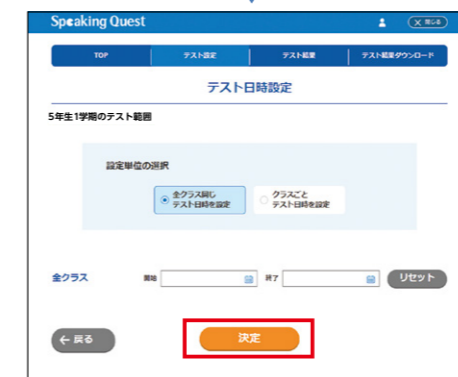 Speaking Quest
× 閉じる
TOP
テスト設定
テスト結果
テスト結果ダウンロード
テスト日時設定
5年生1学期のテスト範囲
設定単位の選択
全クラス同じ
テスト日時を設定
クラスごと
テスト日時を設定
全クラス
開始
終了
リセット
← 戻る
決定